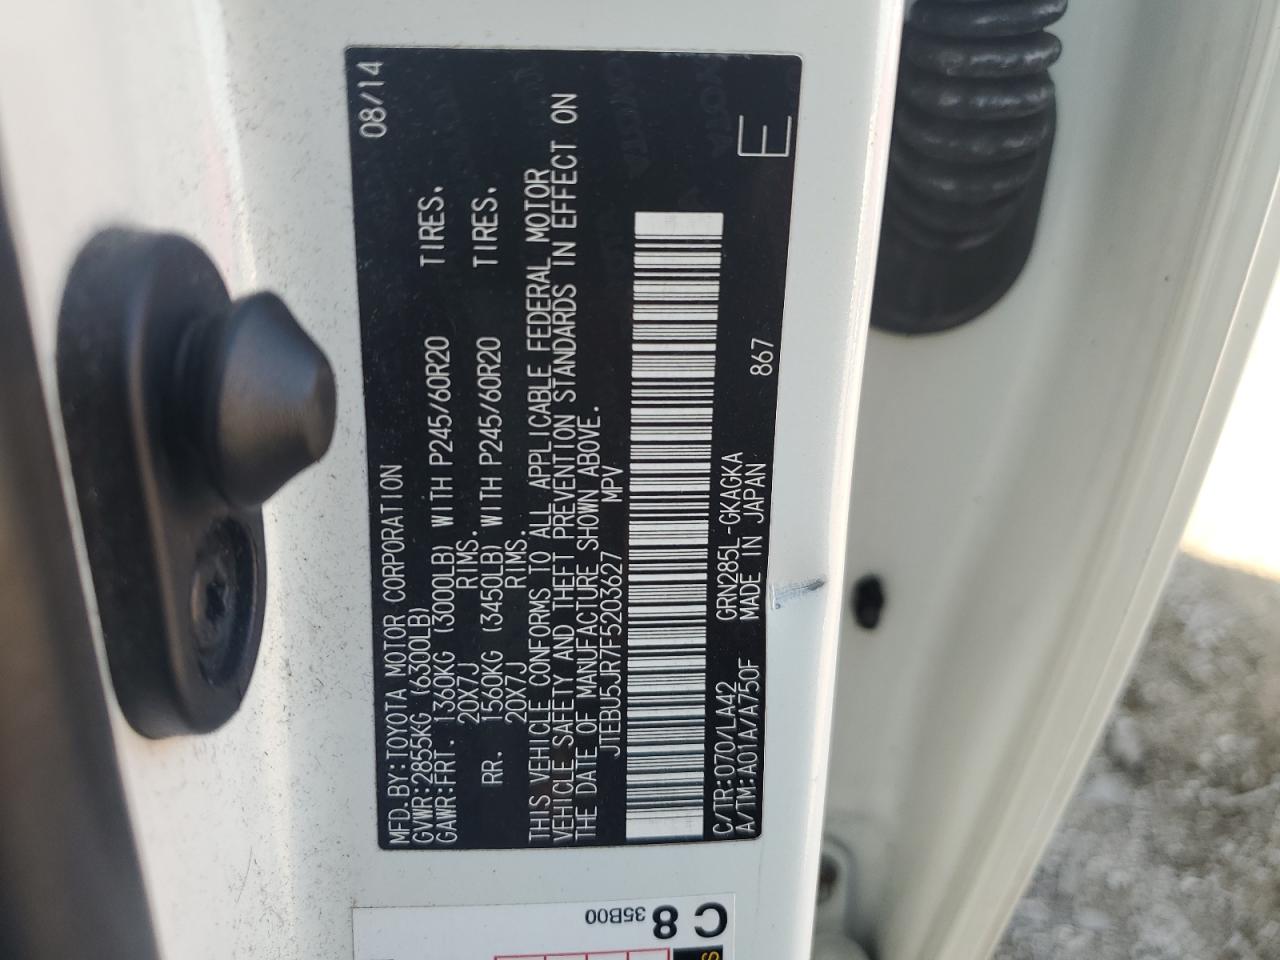 08/14
MFD.BY:TOYOTA MOTOR CORPORATION
GVWR:2855KG (6300LB)
GAWR:FRT. 1360KG (3000LB) WITH P245/60R20 TIRES.
20X7J RIMS.
RR. 1560KG (3450LB) WITH P245/60R20 TIRES.
20X7J RIMS.
THIS VEHICLE CONFORMS TO ALL APPLICABLE FEDERAL MOTOR
VEHICLE SAFETY AND THEFT PREVENTION STANDARDS IN EFFECT ON
THE DATE OF MANUFACTURE SHOWN ABOVE.
JTEBU5JR7F5203627 MPV
C/TR:070/LA42 GRN285L-GKAGKA 867
A/TM:A01A/A750F MADE IN JAPAN E
C 8
35B00